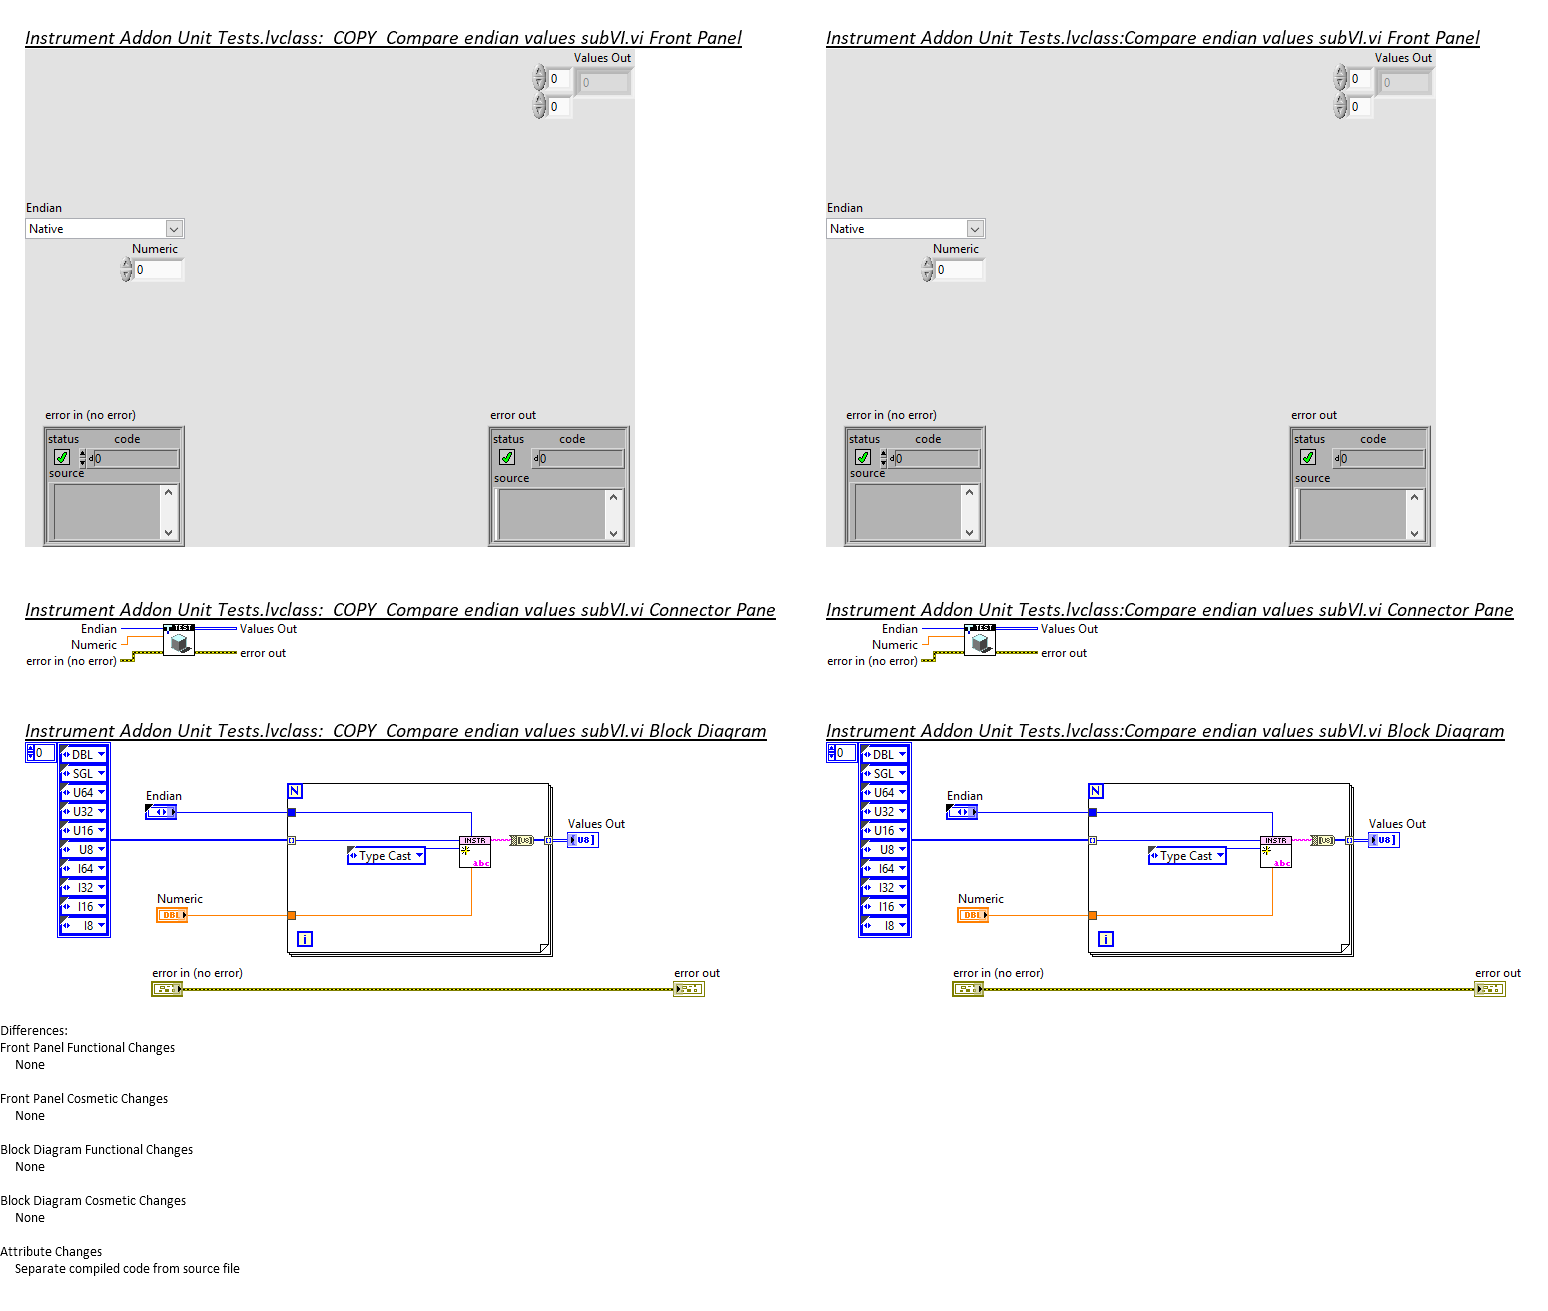 Instrument Addon Unit Tests.lvclass:  COPY  Compare endian values subVI.vi Front Panel
Values Out
0
0
0
Endian
Native
Numeric
0
error in (no error)
status
code
d0
source
error out
status
code
d0
source
Instrument Addon Unit Tests.lvclass:Compare endian values subVI.vi Front Panel
Values Out
0
0
0
Endian
Native
Numeric
0
error in (no error)
status
code
d0
source
error out
status
code
d0
source
Instrument Addon Unit Tests.lvclass:  COPY  Compare endian values subVI.vi Connector Pane
Endian
Numeric
error in (no error)
TEST
Values Out
error out
Instrument Addon Unit Tests.lvclass:Compare endian values subVI.vi Connector Pane
Endian
Numeric
error in (no error)
TEST
Values Out
error out
Instrument Addon Unit Tests.lvclass:  COPY  Compare endian values subVI.vi Block Diagram
0
DBL
SGL
U64
U32
U16
U8
I64
I32
I16
I8
Endian
N
Type Cast
INSTR
abc
[U8]
Values Out
U8]
Numeric
DBL
i
error in (no error)
error out
Instrument Addon Unit Tests.lvclass:Compare endian values subVI.vi Block Diagram
0
DBL
SGL
U64
U32
U16
U8
I64
I32
I16
I8
Endian
N
Type Cast
INSTR
abc
[U8]
Values Out
U8]
Numeric
DBL
i
error in (no error)
error out
Differences:
Front Panel Functional Changes
None
Front Panel Cosmetic Changes
None
Block Diagram Functional Changes
None
Block Diagram Cosmetic Changes
None
Attribute Changes
Separate compiled code from source file